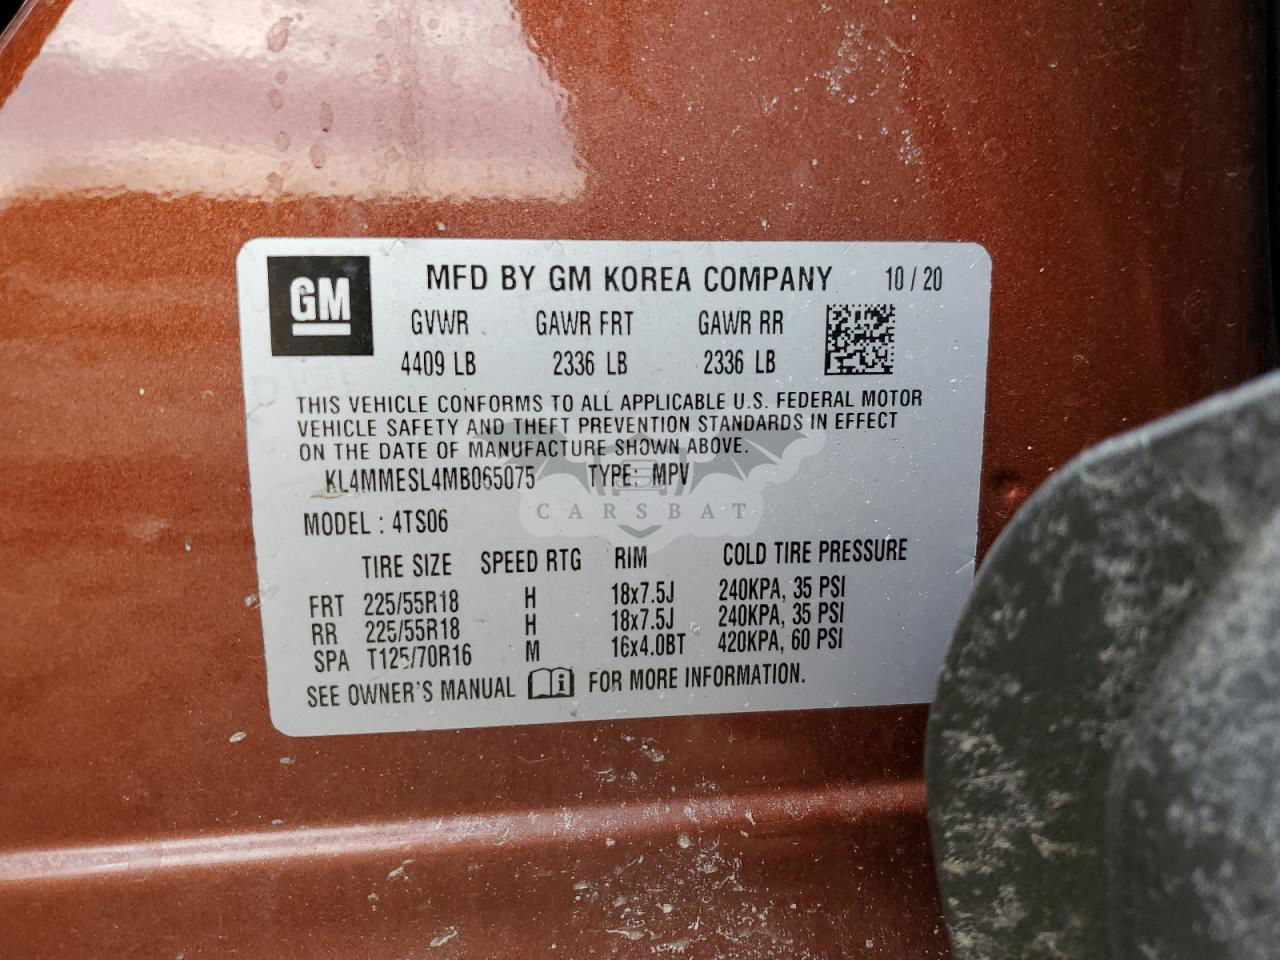 GM
MFD BY GM KOREA COMPANY 10 / 20
GVWR GAWR FRT GAWR RR
4409 LB 2336 LB 2336 LB
THIS VEHICLE CONFORMS TO ALL APPLICABLE U.S. FEDERAL MOTOR
VEHICLE SAFETY AND THEFT PREVENTION STANDARDS IN EFFECT
ON THE DATE OF MANUFACTURE SHOWN ABOVE.
KL4MMESL4MB065075 TYPE: MPV
CARSBAT
MODEL : 4TS06
TIRE SIZE SPEED RTG RIM COLD TIRE PRESSURE
FRT 225/55R18 H 18x7.5J 240KPA, 35 PSI
RR 225/55R18 H 18x7.5J 240KPA, 35 PSI
SPA T125/70R16 M 16x4.0BT 420KPA, 60 PSI
SEE OWNER'S MANUAL FOR MORE INFORMATION.